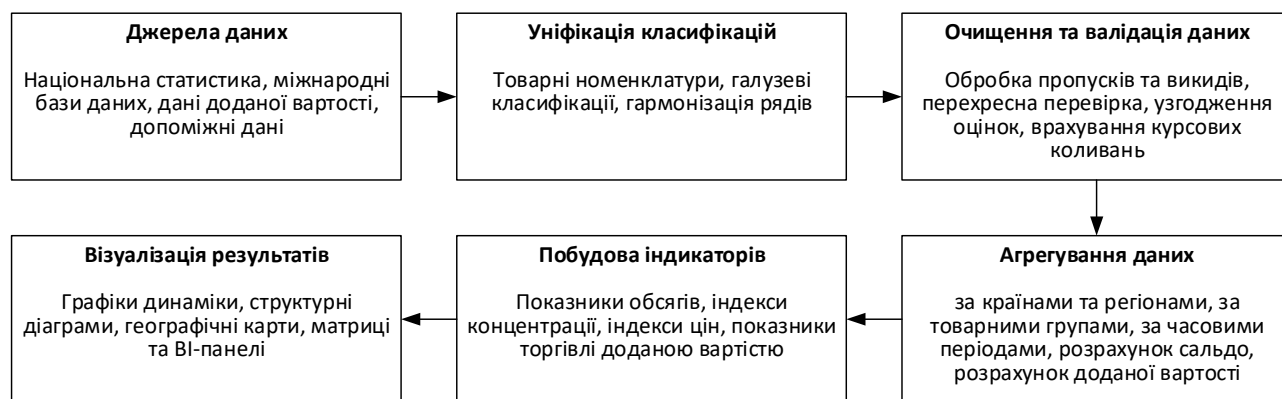 Джерела даних
Національна статистика, міжнародні
бази даних, дані доданої вартості,
допоміжні дані
Уніфікація класифікацій
Товарні номенклатури, галузеві
класифікації, гармонізація рядів
Очищення та валідація даних
Обробка пропусків та викидів,
перехресна перевірка, узгодження
оцінок, врахування курсових
коливань
Агрегування даних
за країнами та регіонами, за
товарними групами, за часовими
періодами, розрахунок сальдо,
розрахунок доданої вартості
Побудова індикаторів
Показники обсягів, індекси
концентрації, індекси цін, показники
торгівлі доданою вартістю
Візуалізація результатів
Графіки динаміки, структурні
діаграми, географічні карти, матриці
та BI-панелі